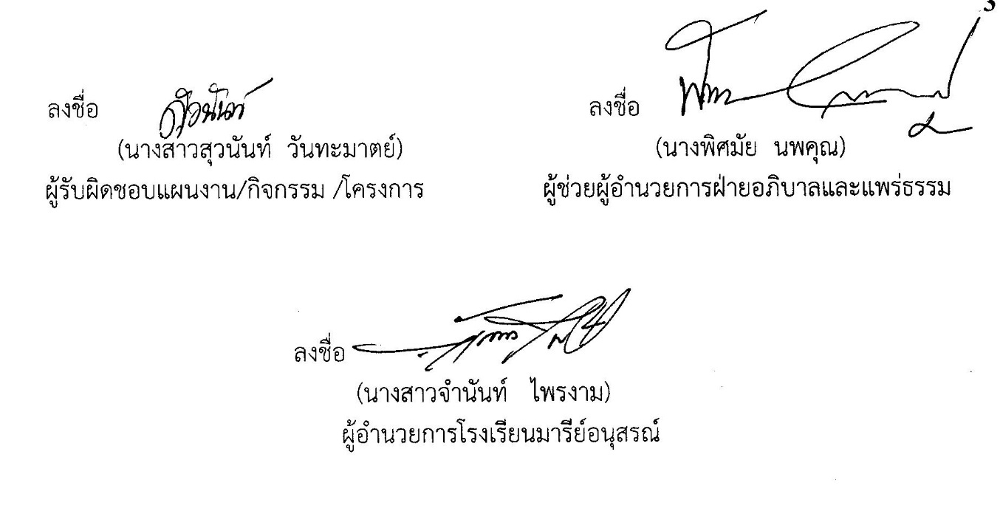 ลงชื่อ สุวนันท์
(นางสาวสุวนันท์ วันทะมาตย์)
ผู้รับผิดชอบแผนงาน/กิจกรรม /โครงการ
ลงชื่อ
(นางพิศมัย นพคุณ)
ผู้ช่วยผู้อำนวยการฝ่ายอภิบาลและแพร่ธรรม
ลงชื่อ
(นางสาวจำนันท์ ไพรงาม)
ผู้อำนวยการโรงเรียนมารีย์อนุสรณ์